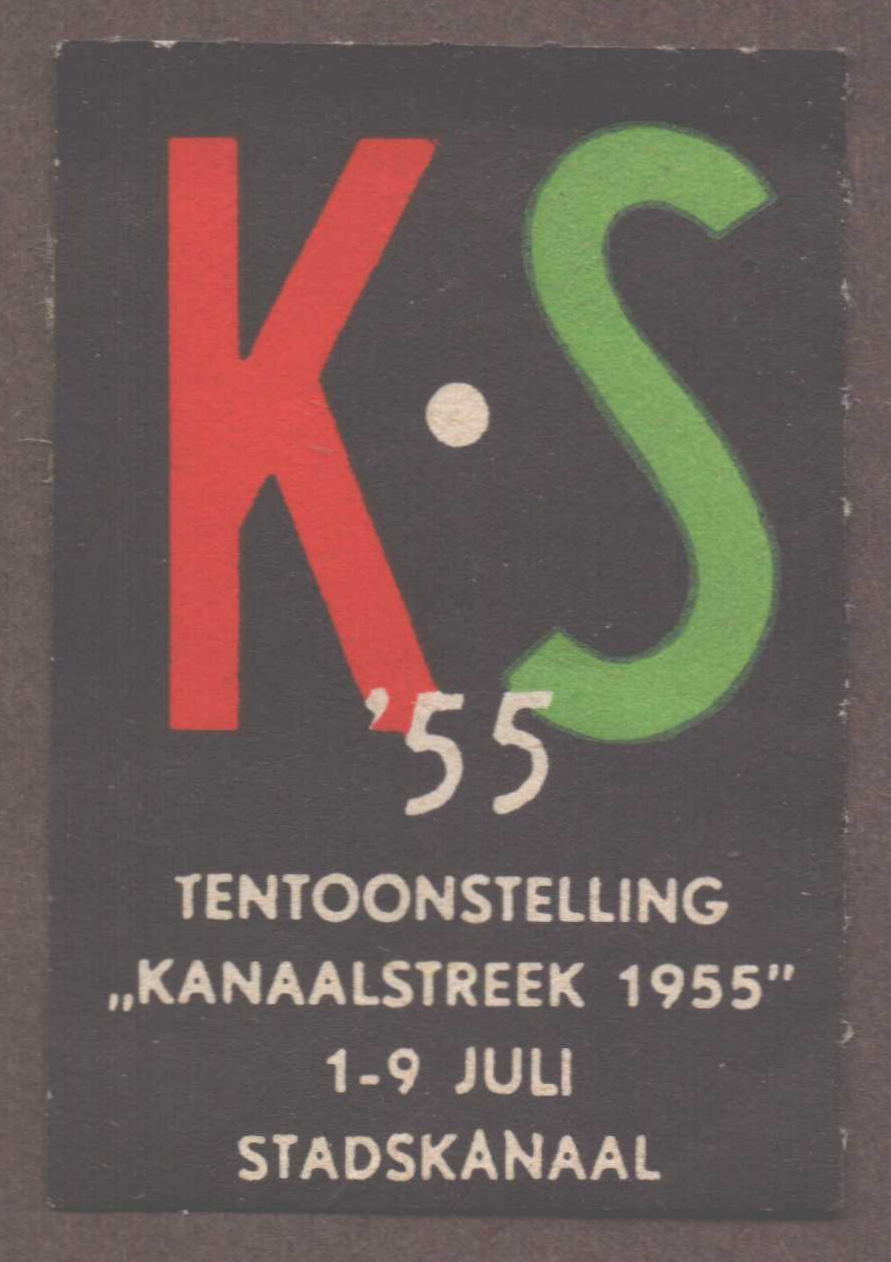 K·S
'55
TENTOONSTELLING
„KANAALSTREEK 1955”
1-9 JULI
STADSKANAAL